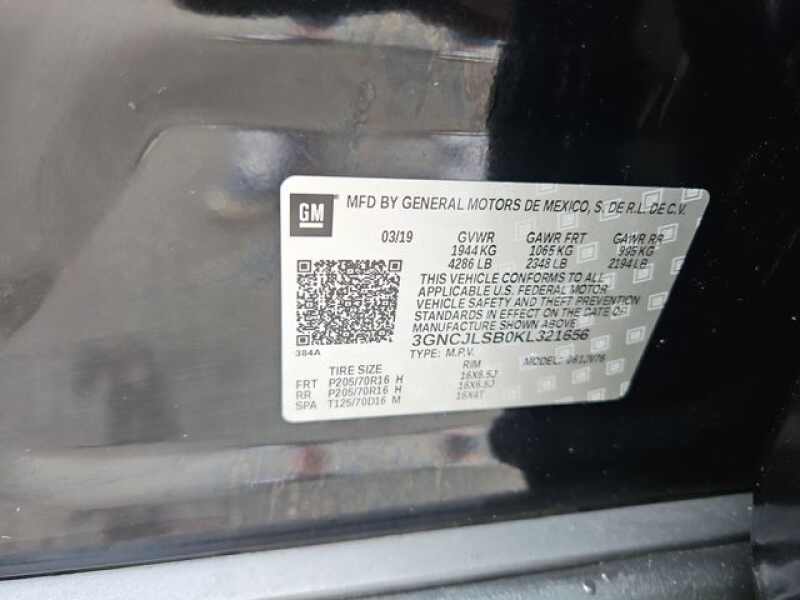 GM MFD BY GENERAL MOTORS DE MEXICO, S. DE R.L. DE C.V.
03/19 GVWR GAWR FRT GAWR RR
1944 KG 1065 KG 995 KG
4286 LB 2348 LB 2194 LB
THIS VEHICLE CONFORMS TO ALL
APPLICABLE U.S. FEDERAL MOTOR
VEHICLE SAFETY AND THEFT PREVENTION
STANDARDS IN EFFECT ON THE DATE OF
MANUFACTURE SHOWN ABOVE
3GNCJLSB0KL321656
384A TYPE: M.P.V. MODEL:
TIRE SIZE RIM
FRT P205/70R16 H 16X6.5J
RR P205/70R16 H 16X6.5J
SPA T125/70D16 M 16X4T